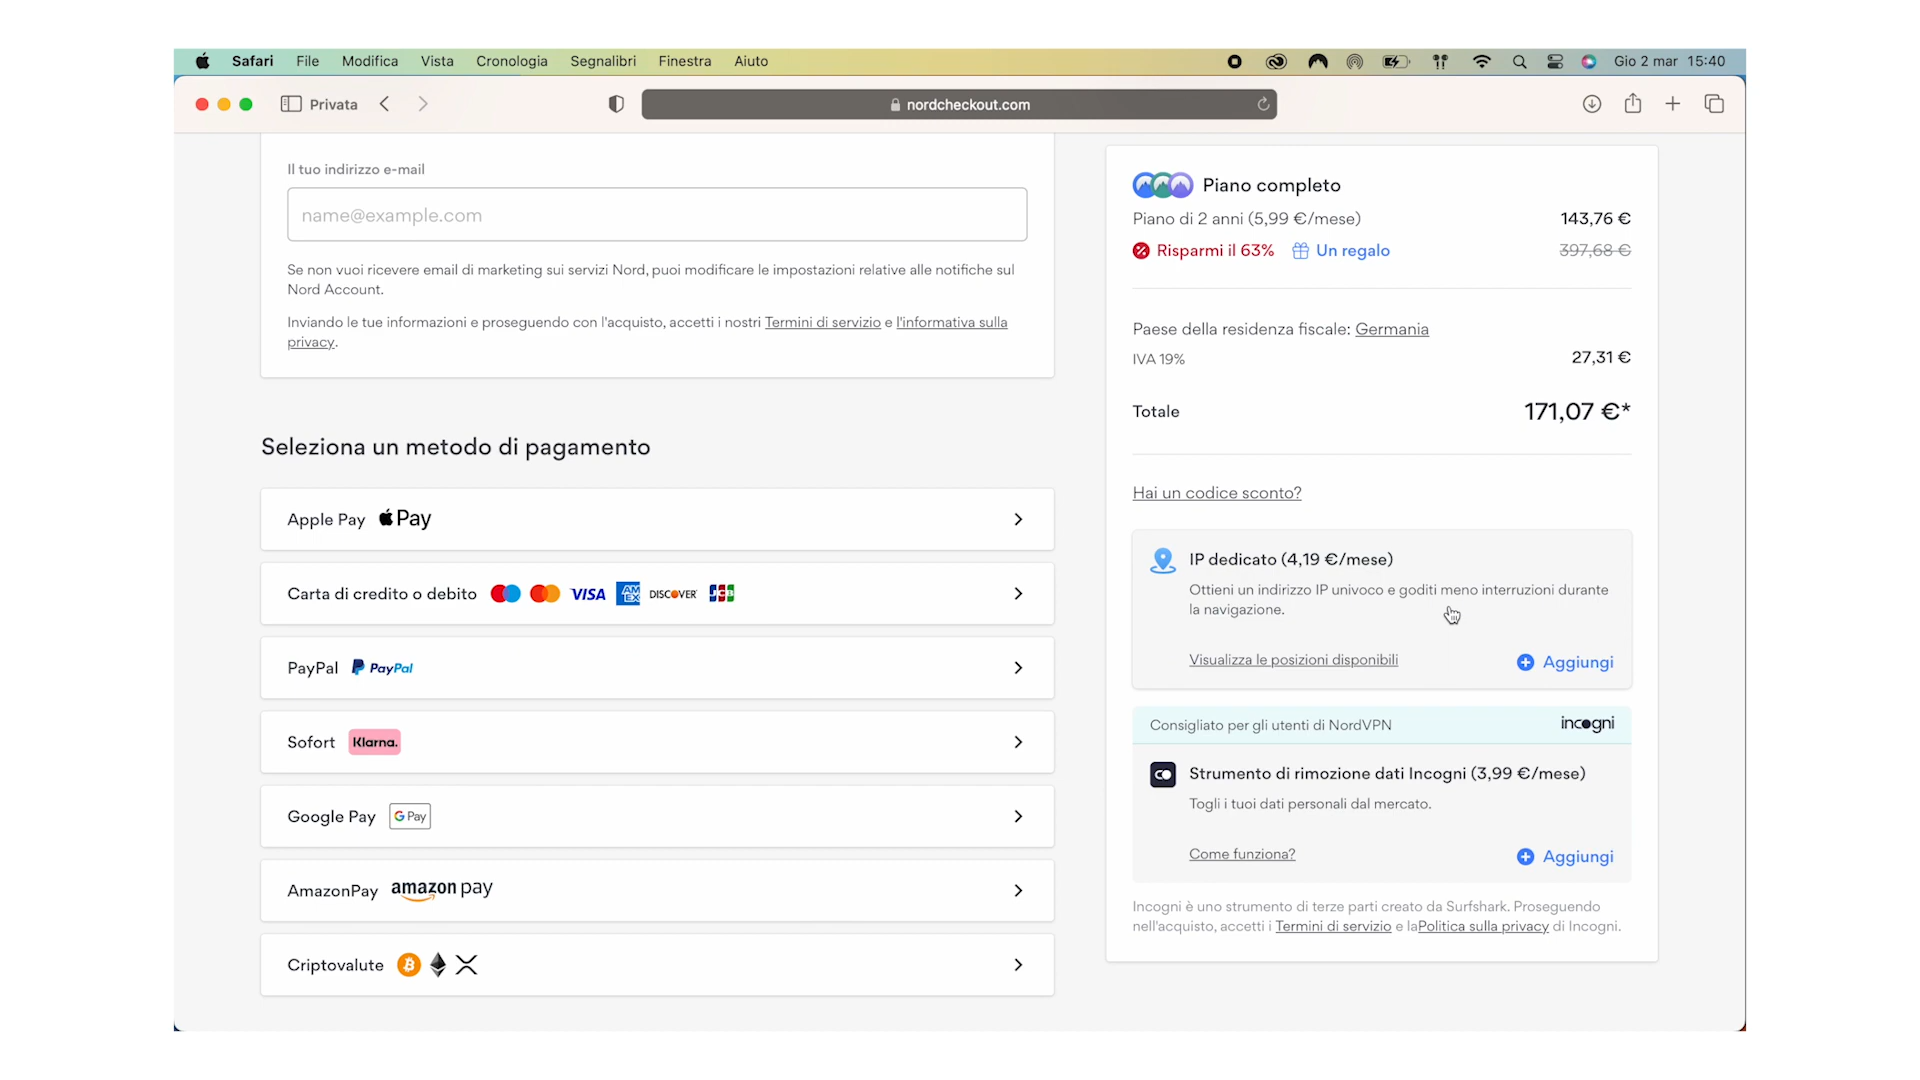 Safari File Modifica Vista Cronologia Segnalibri Finestra Aiuto Gio 2 mar 15:40
Privata nordcheckout.com
Il tuo indirizzo e-mail
name@example.com
Se non vuoi ricevere email di marketing sui servizi Nord, puoi modificare le impostazioni relative alle notifiche sul
Nord Account.
Inviando le tue informazioni e proseguendo con l'acquisto, accetti i nostri Termini di servizio e l'informativa sulla
privacy.
Seleziona un metodo di pagamento
Apple Pay Pay
Carta di credito o debito VISA AM EX DISCOVER JCB
PayPal PayPal
Sofort Klarna.
Google Pay G Pay
AmazonPay amazon pay
Criptovalute
Piano completo
Piano di 2 anni (5,99 €/mese) 143,76 €
Risparmi il 63% Un regalo 397,68 €
Paese della residenza fiscale: Germania
IVA 19% 27,31 €
Totale 171,07 €*
Hai un codice sconto?
IP dedicato (4,19 €/mese)
Ottieni un indirizzo IP univoco e goditi meno interruzioni durante
la navigazione.
Visualizza le posizioni disponibili Aggiungi
Consigliato per gli utenti di NordVPN incogni
Strumento di rimozione dati Incogni (3,99 €/mese)
Togli i tuoi dati personali dal mercato.
Come funziona? Aggiungi
Incogni è uno strumento di terze parti creato da Surfshark. Proseguendo
nell'acquisto, accetti i Termini di servizio e laPolitica sulla privacy di Incogni.